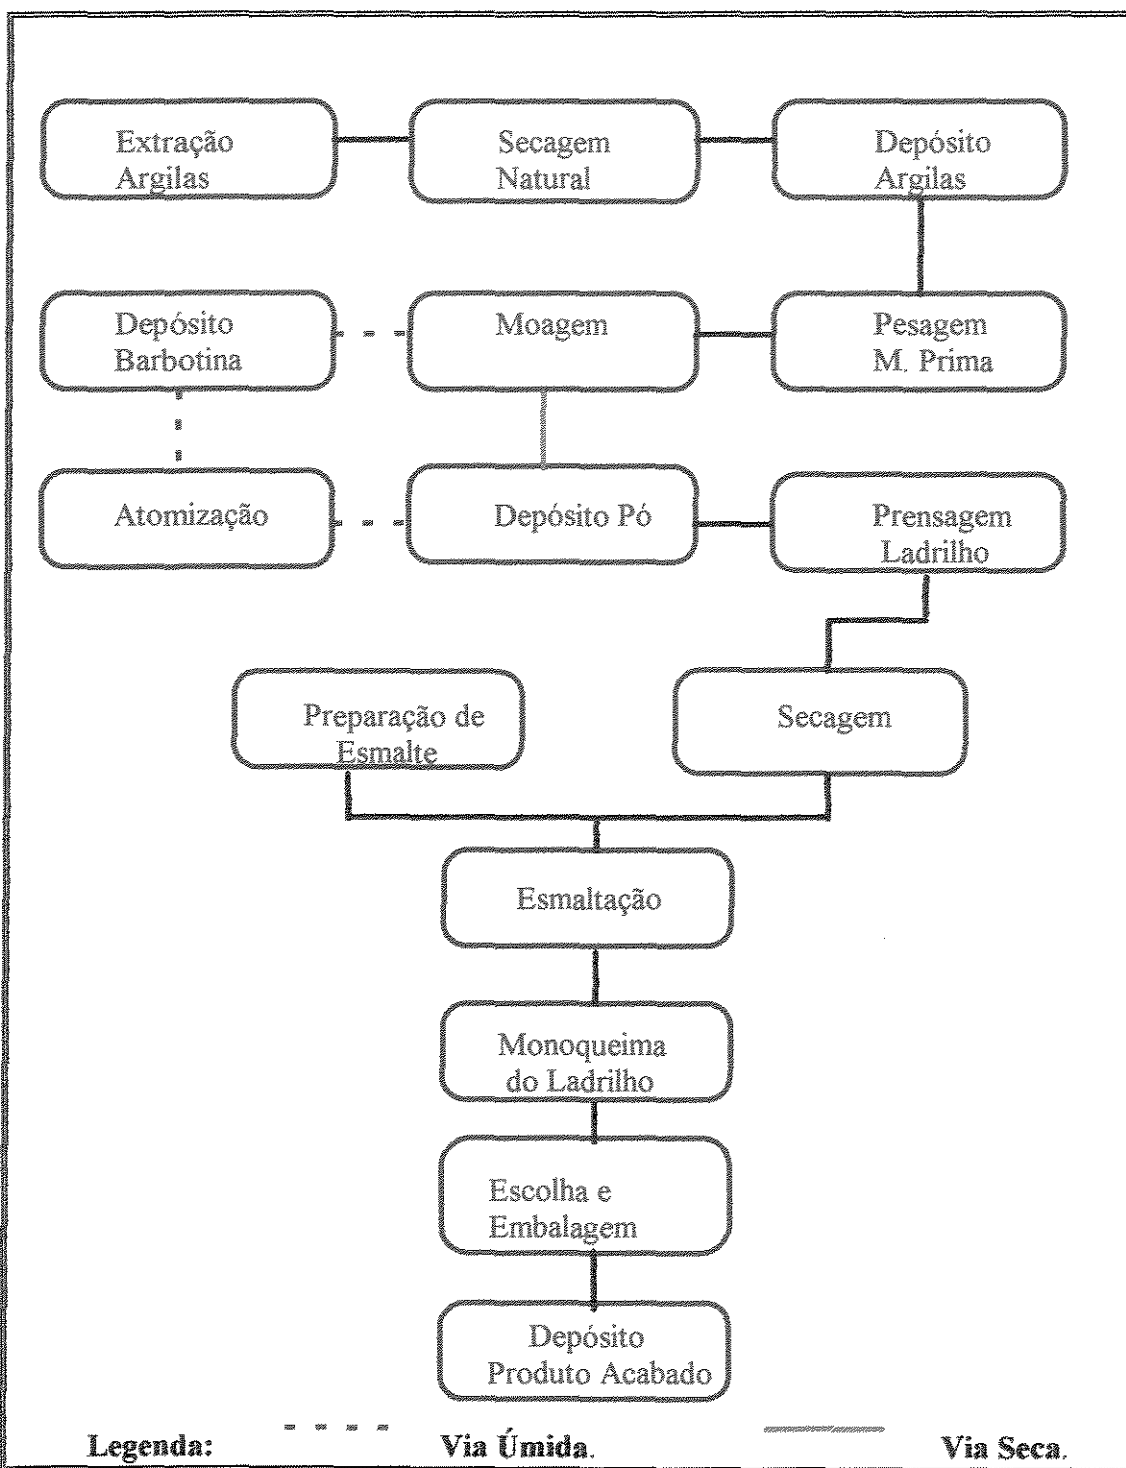 Extração
Argilas
Secagem
Natural
Depósito
Argilas
Depósito
Barbotina
Moagem
Pesagem
M. Prima
Atomização
Depósito Pó
Prensagem
Ladrilho
Preparação de
Esmalte
Secagem
Esmaltação
Monoqueima
do Ladrilho
Escolha e
Embalagem
Depósito
Produto Acabado
Legenda: Via Úmida. Via Seca.